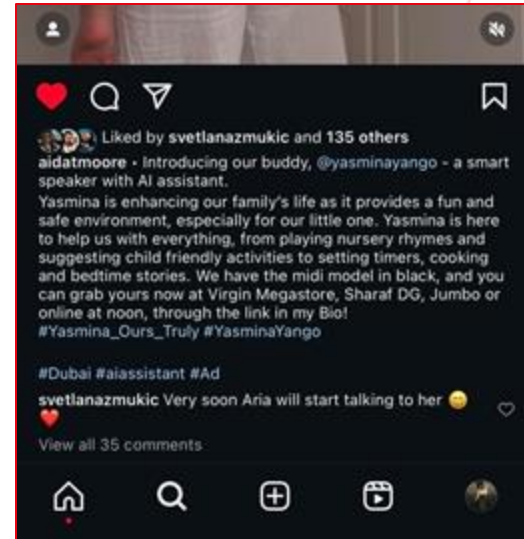 Liked by svetlanazmukic and 135 others
aidatmoore • Introducing our buddy, @yasminayango - a smart
speaker with AI assistant.
Yasmina is enhancing our family's life as it provides a fun and
safe environment, especially for our little one. Yasmina is here
to help us with everything, from playing nursery rhymes and
suggesting child friendly activities to setting timers, cooking
and bedtime stories. We have the midi model in black, and you
can grab yours now at Virgin Megastore, Sharaf DG, Jumbo or
online at noon, through the link in my Bio!
#Yasmina_Ours_Truly #YasminaYango
#Dubai #aiassistant #Ad
svetlanazmukic Very soon Aria will start talking to her 😄
❤️
View all 35 comments